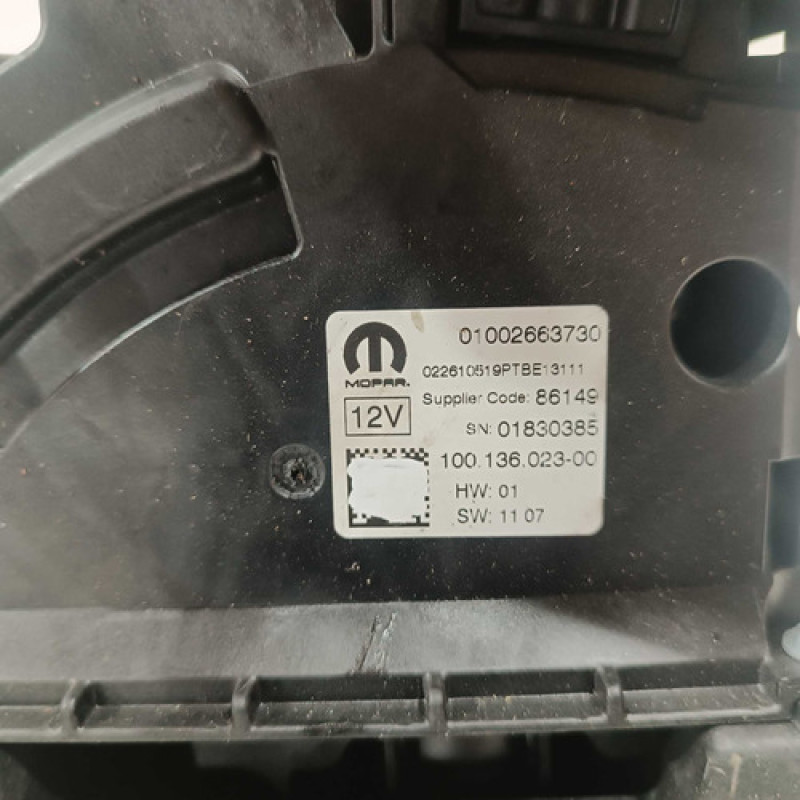 01002663730
MOPAR.
022610519PTBE13111
Supplier Code: 86149
12V
SN: 01830385
100.136.023-00
HW: 01
SW: 11 07